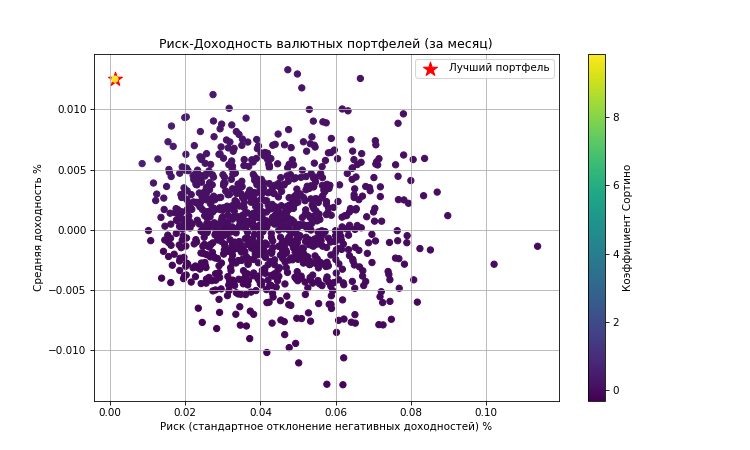 Риск-Доходность валютных портфелей (за месяц)
Лучший портфель
Средняя доходность %
0.010
0.005
0.000
−0.005
−0.010
0.00 0.02 0.04 0.06 0.08 0.10
Риск (стандартное отклонение негативных доходностей) %
8
6
4
2
0
Коэффициент Сортино